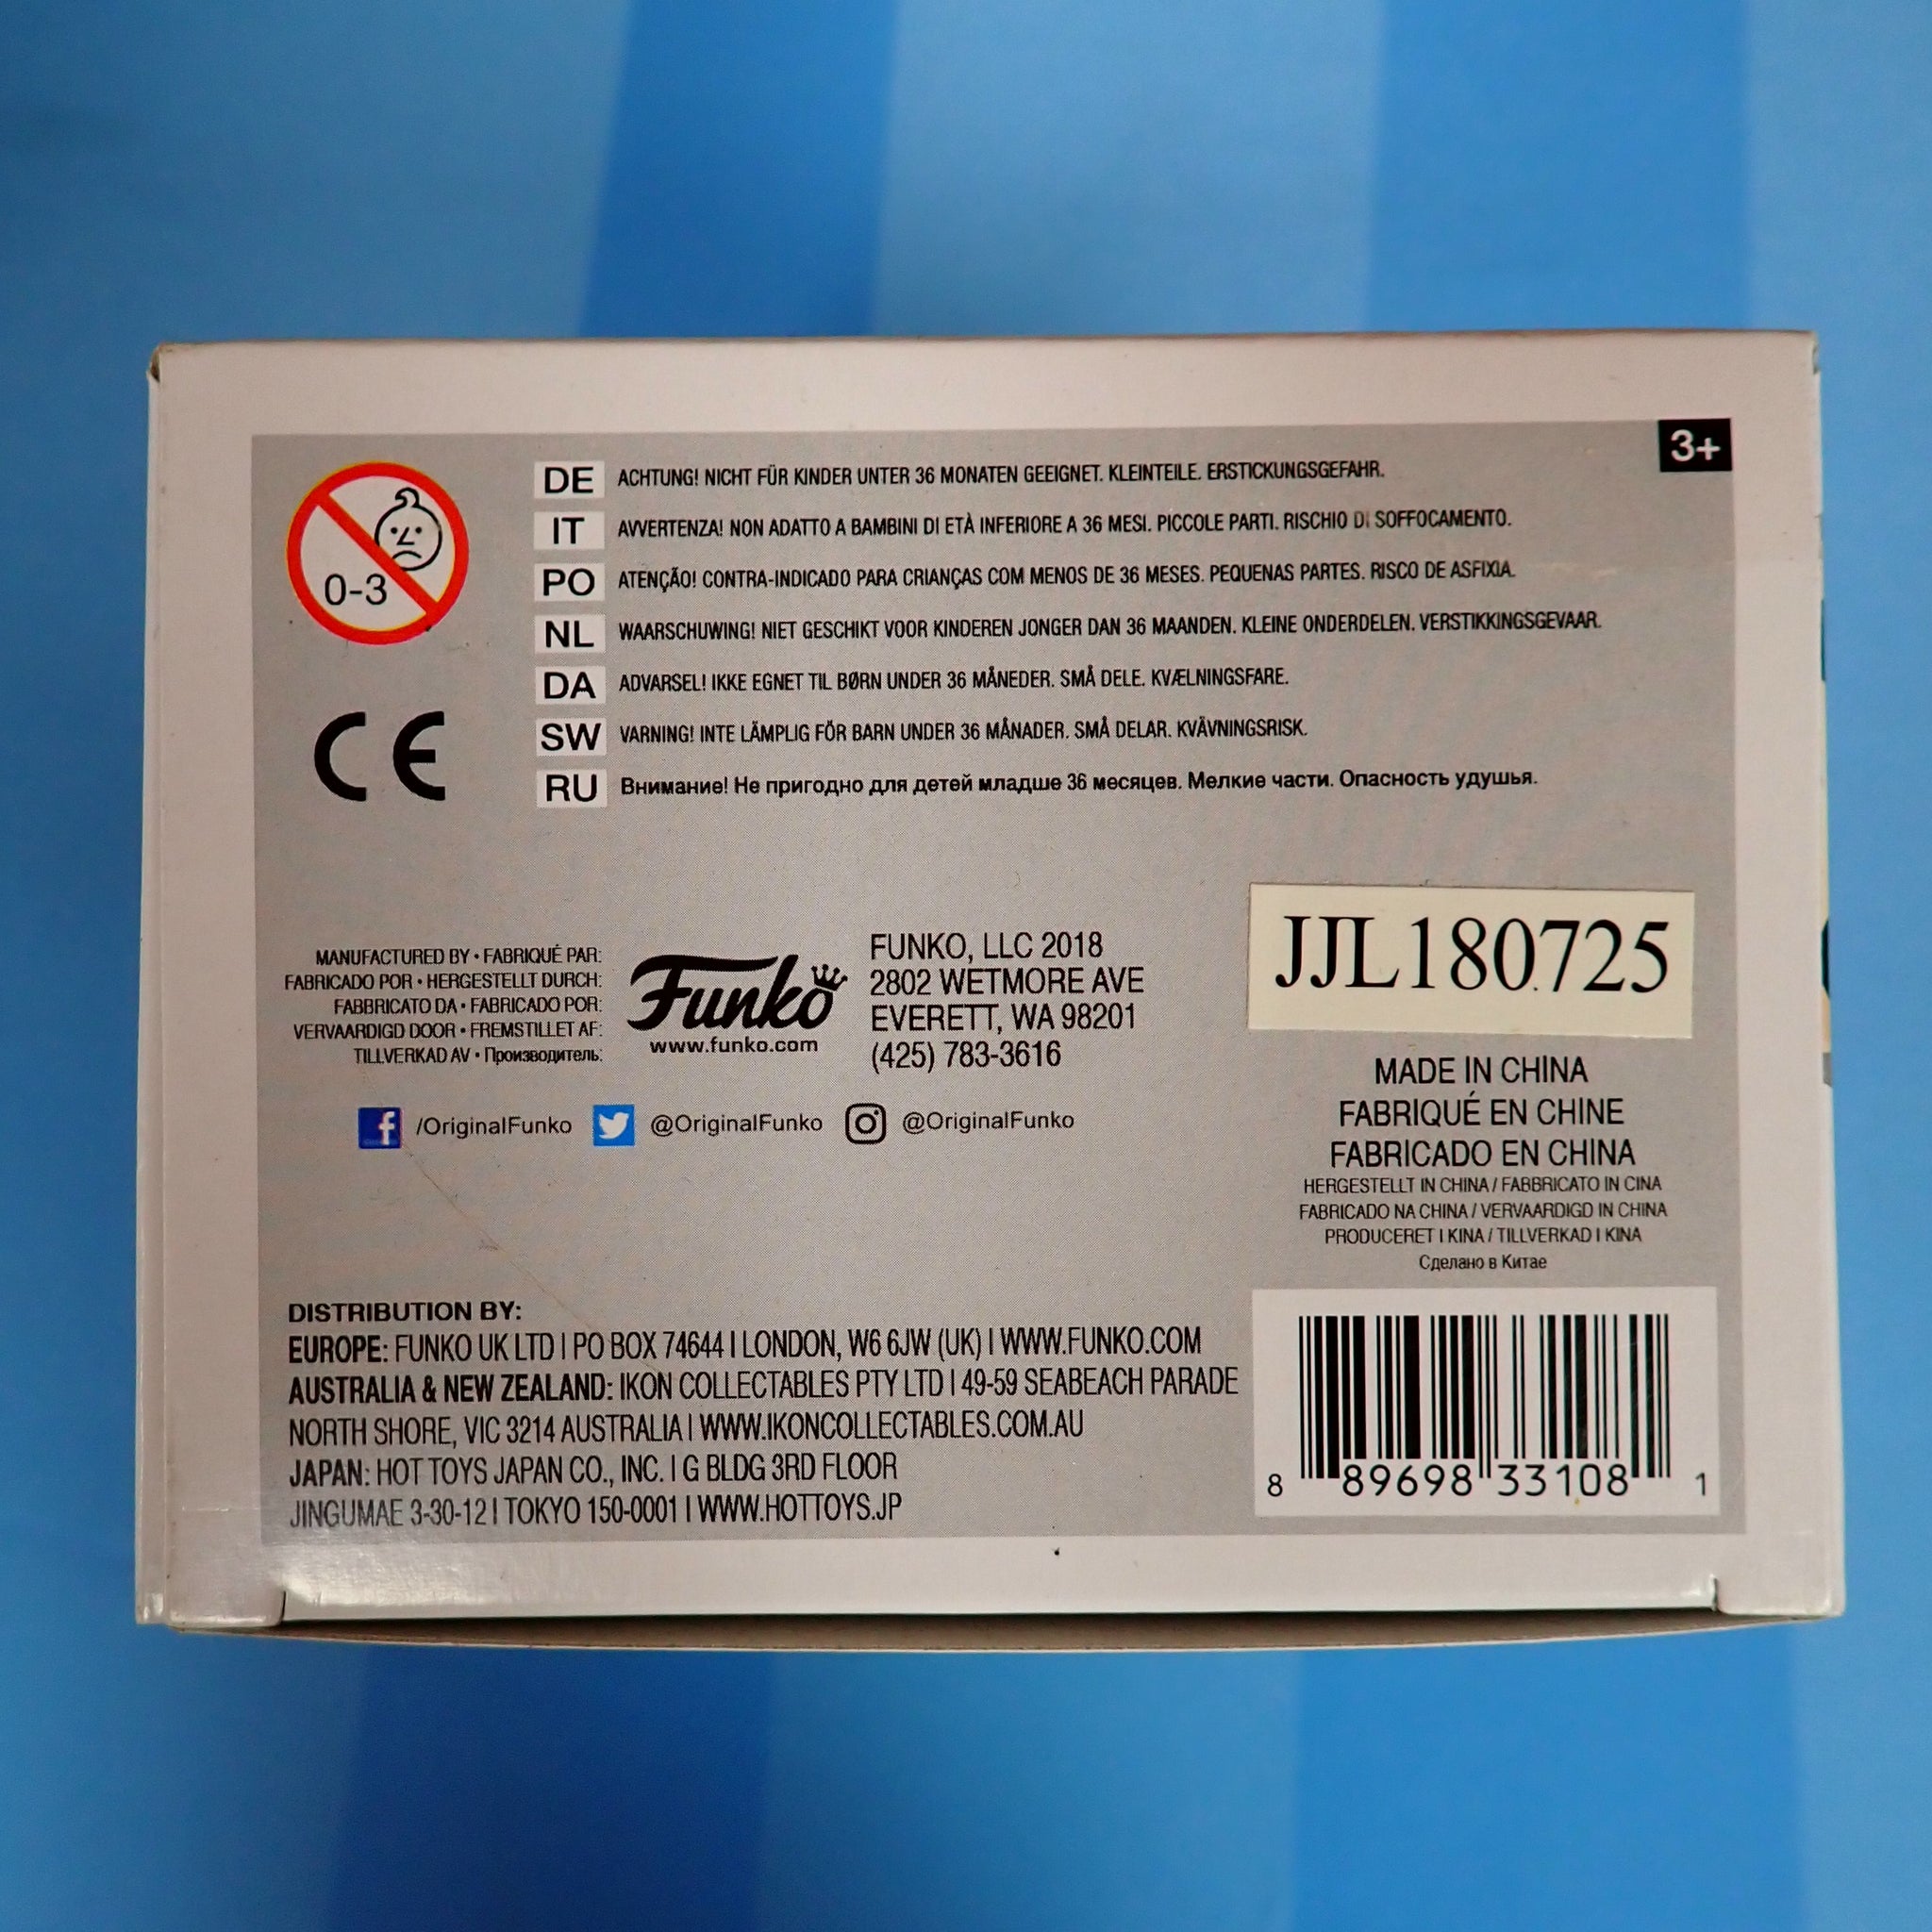 3+
0-3
DE ACHTUNG! NICHT FÜR KINDER UNTER 36 MONATEN GEEIGNET. KLEINTEILE. ERSTICKUNGSGEFAHR.
IT AVVERTENZA! NON ADATTO A BAMBINI DI ETÀ INFERIORE A 36 MESI. PICCOLE PARTI. RISCHIO DI SOFFOCAMENTO.
PO ATENÇÃO! CONTRA-INDICADO PARA CRIANÇAS COM MENOS DE 36 MESES. PEQUENAS PARTES. RISCO DE ASFIXIA.
NL WAARSCHUWING! NIET GESCHIKT VOOR KINDEREN JONGER DAN 36 MAANDEN. KLEINE ONDERDELEN. VERSTIKKINGSGEVAAR.
DA ADVARSEL! IKKE EGNET TIL BØRN UNDER 36 MÅNEDER. SMÅ DELE. KVÆLNINGSFARE.
SW VARNING! INTE LÄMPLIG FÖR BARN UNDER 36 MÅNADER. SMÅ DELAR. KVÄVNINGSRISK.
RU Внимание! Не пригодно для детей младше 36 месяцев. Мелкие части. Опасность удушья.
CE
MANUFACTURED BY • FABRIQUÉ PAR:
FABRICADO POR • HERGESTELLT DURCH:
FABBRICATO DA • FABRICADO POR:
VERVAARDIGD DOOR • FREMSTILLET AF:
TILLVERKAD AV • Производитель:
Funko
www.funko.com
FUNKO, LLC 2018
2802 WETMORE AVE
EVERETT, WA 98201
(425) 783-3616
/OriginalFunko @OriginalFunko @OriginalFunko
JJL180725
MADE IN CHINA
FABRIQUÉ EN CHINE
FABRICADO EN CHINA
HERGESTELLT IN CHINA / FABBRICATO IN CINA
FABRICADO NA CHINA / VERVAARDIGD IN CHINA
PRODUCERET I KINA / TILLVERKAD I KINA
Сделано в Китае
DISTRIBUTION BY:
EUROPE: FUNKO UK LTD | PO BOX 74644 | LONDON, W6 6JW (UK) | WWW.FUNKO.COM
AUSTRALIA & NEW ZEALAND: IKON COLLECTABLES PTY LTD | 49-59 SEABEACH PARADE
NORTH SHORE, VIC 3214 AUSTRALIA | WWW.IKONCOLLECTABLES.COM.AU
JAPAN: HOT TOYS JAPAN CO., INC. | G BLDG 3RD FLOOR
JINGUMAE 3-30-12 | TOKYO 150-0001 | WWW.HOTTOYS.JP
8 89698 33108 1